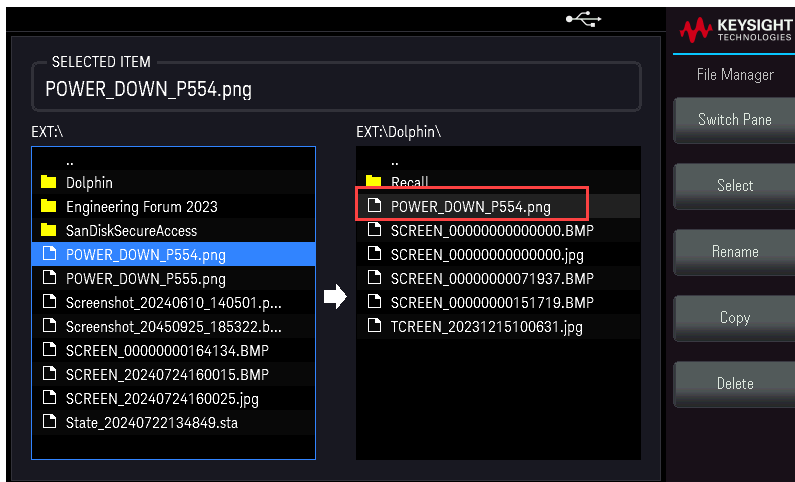 KEYSIGHT
TECHNOLOGIES
File Manager
SELECTED ITEM
POWER_DOWN_P554.png
EXT:\
..
Dolphin
Engineering Forum 2023
SanDiskSecureAccess
POWER_DOWN_P554.png
POWER_DOWN_P555.png
Screenshot_20240610_140501.p...
Screenshot_20450925_185322.b...
SCREEN_00000000164134.BMP
SCREEN_20240724160015.BMP
SCREEN_20240724160025.jpg
State_20240722134849.sta
EXT:\Dolphin\
..
Recall
POWER_DOWN_P554.png
SCREEN_00000000000000.BMP
SCREEN_00000000000000.jpg
SCREEN_00000000071937.BMP
SCREEN_00000000151719.BMP
TCREEN_20231215100631.jpg
Switch Pane
Select
Rename
Copy
Delete